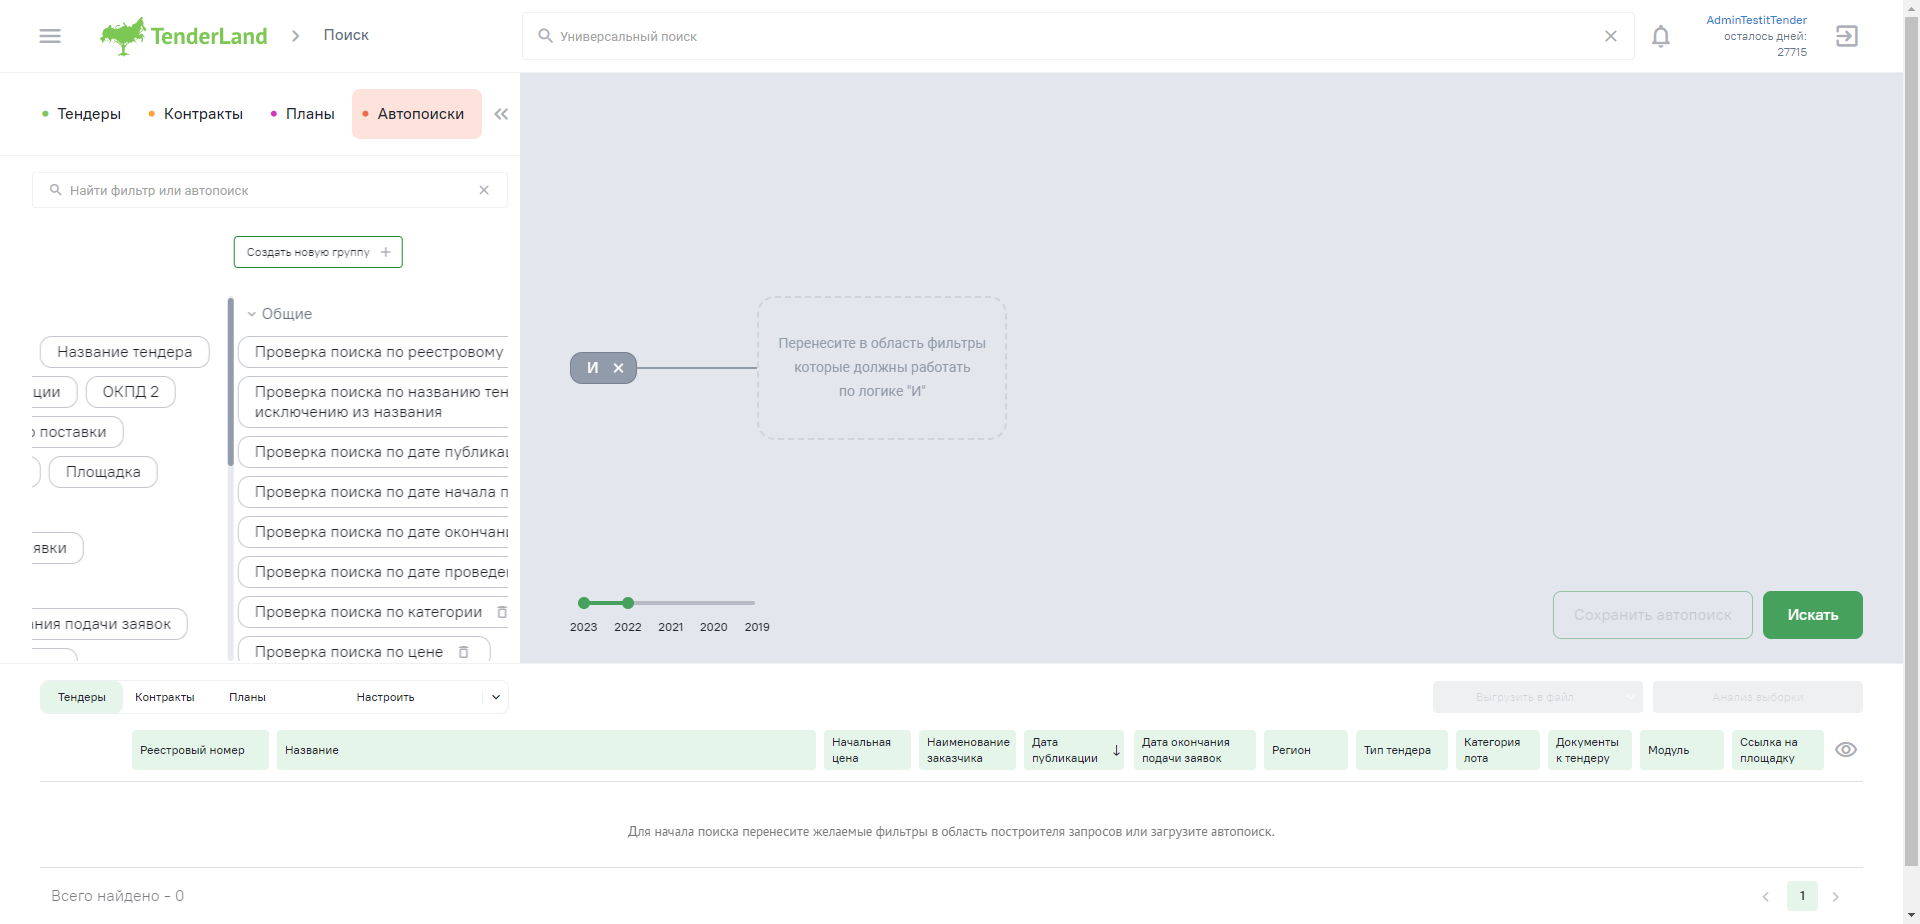 TenderLand
Поиск
Универсальный поиск
AdminTestitTender
осталось дней:
27715
Тендеры
Контракты
Планы
Автопоиски
Найти фильтр или автопоиск
Создать новую группу
Название тендера
ции
ОКПД 2
поставки
Площадка
явки
ания подачи заявок
Общие
Проверка поиска по реестровому
Проверка поиска по названию тен
исключению из названия
Проверка поиска по дате публикац
Проверка поиска по дате начала п
Проверка поиска по дате окончани
Проверка поиска по дате проведе
Проверка поиска по категории
Проверка поиска по цене
И
Перенесите в область фильтры
которые должны работать
по логике "И"
2023 2022 2021 2020 2019
Сохранить автопоиск
Искать
Тендеры
Контракты
Планы
Настроить
Выгрузить в файл
Анализ выборки
Реестровый номер
Название
Начальная
цена
Наименование
заказчика
Дата
публикации
Дата окончания
подачи заявок
Регион
Тип тендера
Категория
лота
Документы
к тендеру
Модуль
Ссылка на
площадку
Для начала поиска перенесите желаемые фильтры в область построителя запросов или загрузите автопоиск.
Всего найдено - 0
1